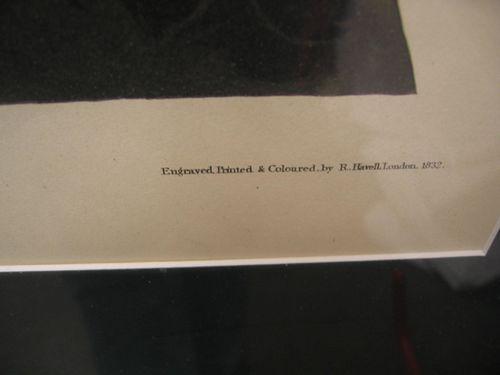 Engraved, Printed & Coloured, by R. Havell, London. 1832.